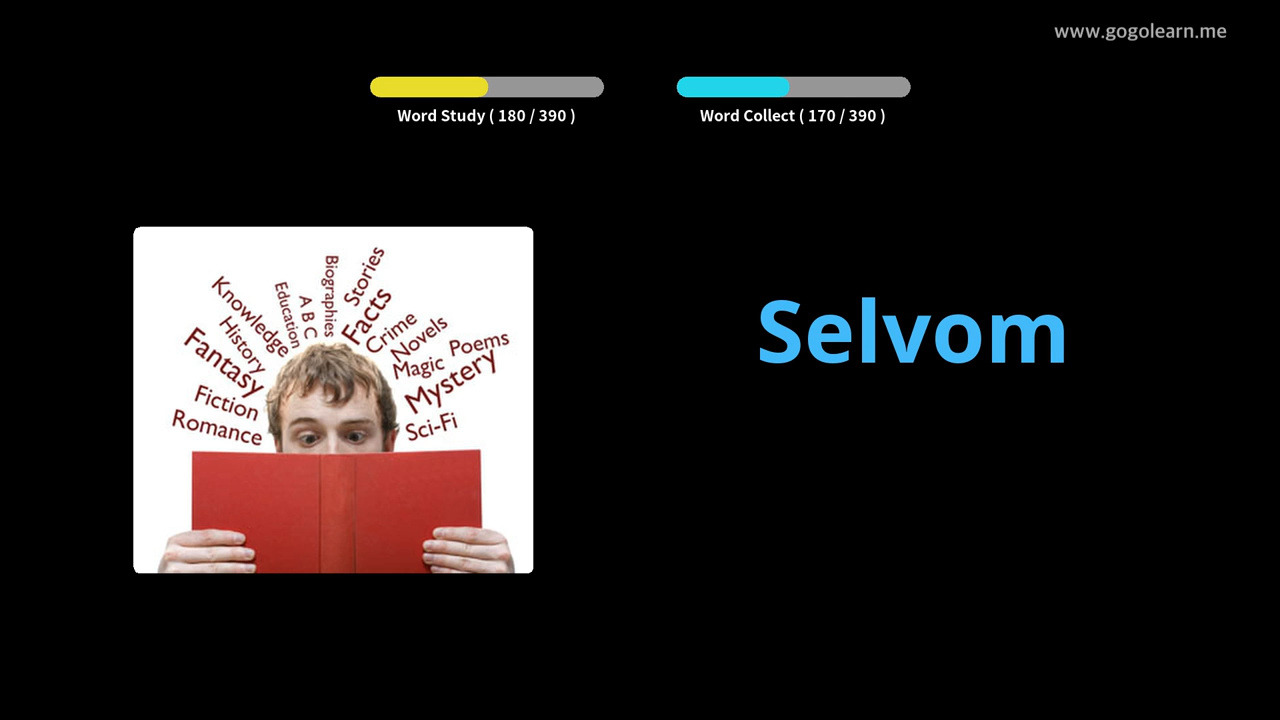 www.gogolearn.me
Word Study ( 180 / 390 )
Word Collect ( 170 / 390 )
Selvom
Biographies
Stories
Education
A B C
Facts
Knowledge
History
Crime
Novels
Fantasy
Magic
Poems
Mystery
Fiction
Romance
Sci-Fi